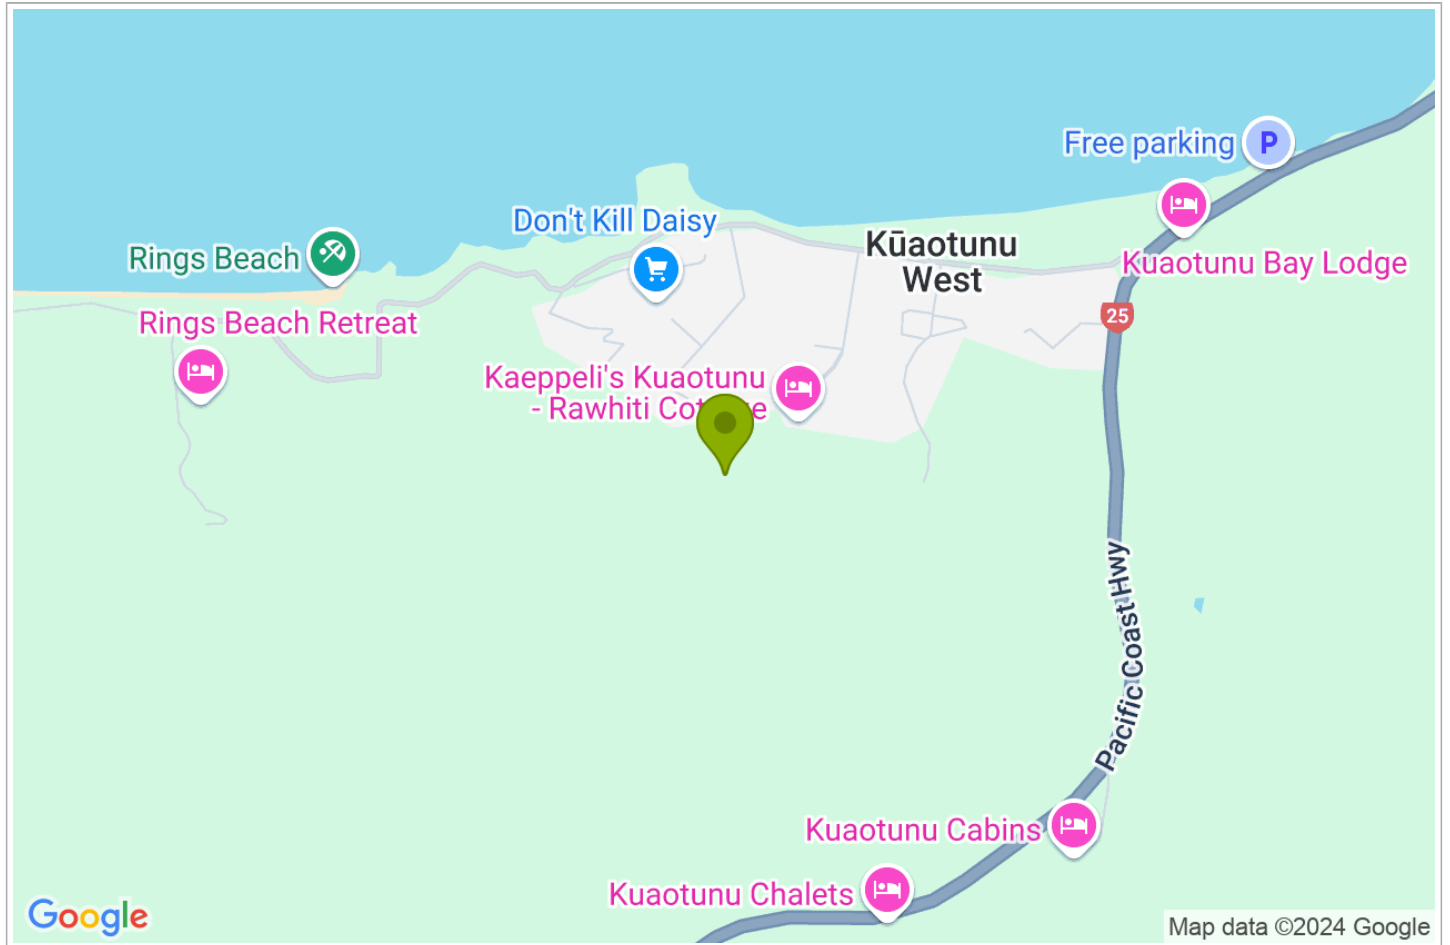 Free parking
P
Don't Kill Daisy
Rings Beach
Kūaotunu
West
Kuaotunu Bay Lodge
Rings Beach Retreat
25
Kaeppeli's Kuaotunu
- Rawhiti
Pacific Coast Hwy
Kuaotunu Cabins
Kuaotunu Chalets
Google
Map data ©2024 Google